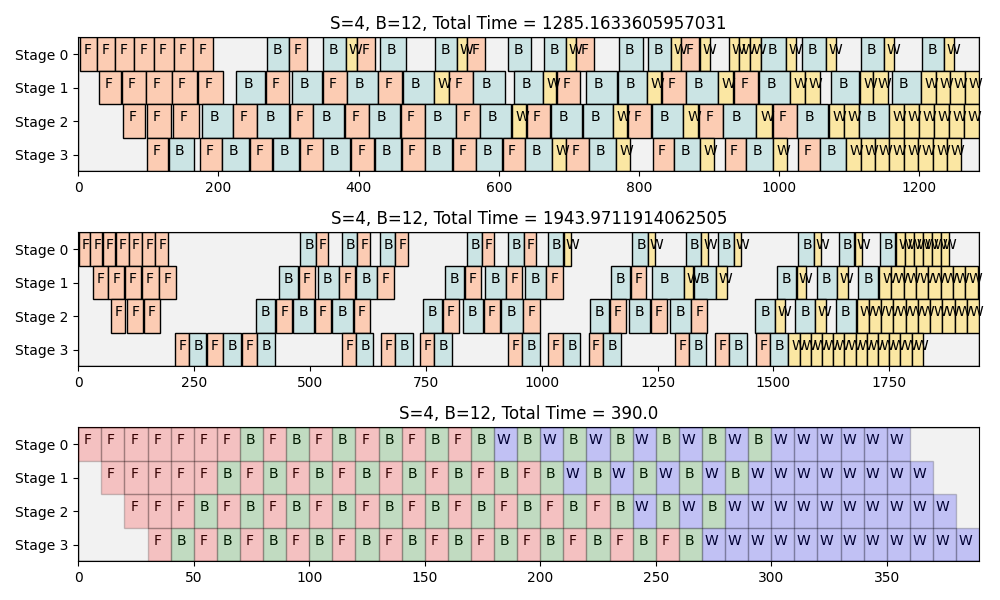 S=4, B=12, Total Time = 1285.1633605957031
Stage 0 F F F F F F F B F B W F B B W F B B W F B B W F W W W W B W B W B W B W
Stage 1 F F F F F B F B F B F B W F B B W F B B W F B W F B W W B W W B W W W W
Stage 2 F F F B F B F B F B F B F B W F B B W F B W F B W F B W W B W W W W W W
Stage 3 F B F B F B F B F B F B F B F B W F B W F B W F B W F B W W W W W W W W
0 200 400 600 800 1000 1200
S=4, B=12, Total Time = 1943.9711914062505
Stage 0 F F F F F F F B F B F B F B F B F B W B W B W B W B W B W B W W W W W W
Stage 1 F F F F F B F B F B F B F B F B F B F B W B W B W B W B W W W W W W W W
Stage 2 F F F B F B F B F B F B F B F B F B F B F B W B W B W W W W W W W W W W
Stage 3 F B F B F B F B F B F B F B F B F B F B F B F B W W W W W W W W W W W W
0 250 500 750 1000 1250 1500 1750
S=4, B=12, Total Time = 390.0
Stage 0 F F F F F F F B F B F B F B F B F B W B W B W B W B W B W B W W W W W W
Stage 1 F F F F F B F B F B F B F B F B F B F B W B W B W B W B W W W W W W W W
Stage 2 F F F B F B F B F B F B F B F B F B F B F B W B W B W W W W W W W W W W
Stage 3 F B F B F B F B F B F B F B F B F B F B F B F B W W W W W W W W W W W W
0 50 100 150 200 250 300 350